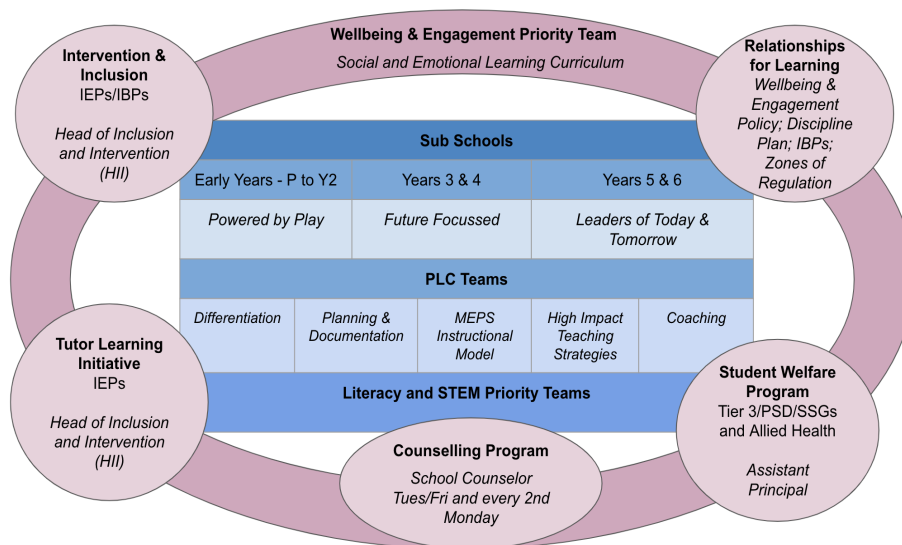 Wellbeing & Engagement Priority Team
Social and Emotional Learning Curriculum
Intervention &
Inclusion
IEPs/IBPs
Head of Inclusion
and Intervention
(HII)
Relationships
for Learning
Wellbeing &
Engagement
Policy; Discipline
Plan; IBPs;
Zones of
Regulation
Sub Schools
Early Years - P to Y2
Years 3 & 4
Years 5 & 6
Powered by Play
Future Focussed
Leaders of Today &
Tomorrow
PLC Teams
Differentiation
Planning &
Documentation
MEPS
Instructional
Model
High Impact
Teaching
Strategies
Coaching
Literacy and STEM Priority Teams
Tutor Learning
Initiative
IEPs
Head of Inclusion
and Intervention
(HII)
Counselling Program
School Counselor
Tues/Fri and every 2nd
Monday
Student Welfare
Program
Tier 3/PSD/SSGs
and Allied Health
Assistant
Principal